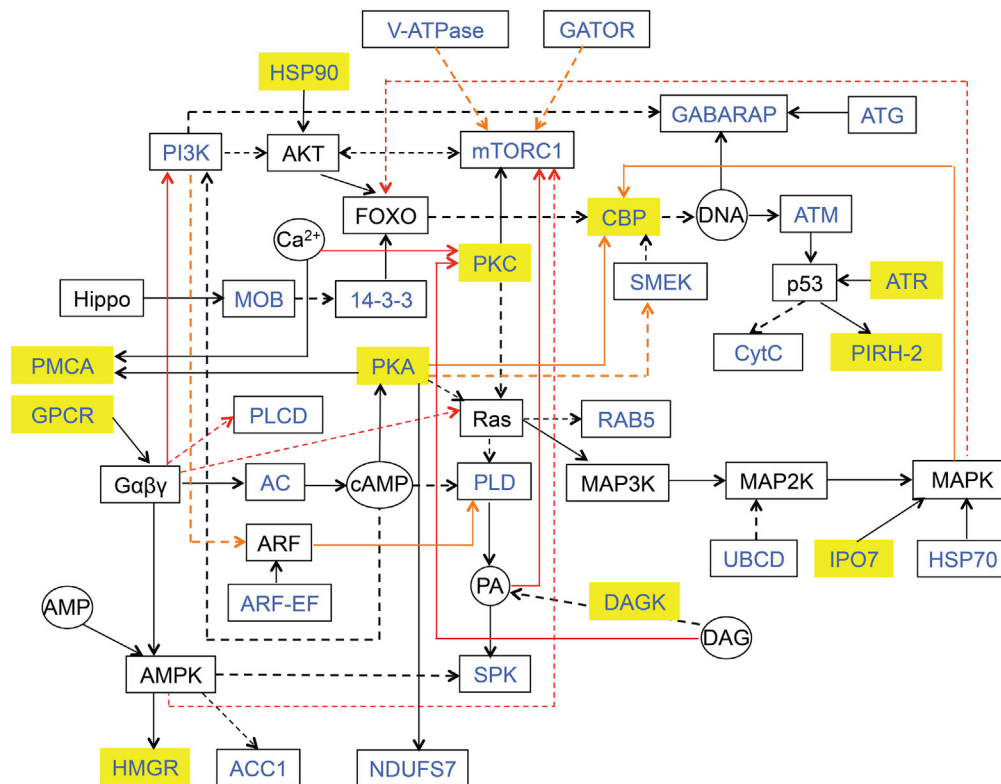 V-ATPase
GATOR
HSP90
GABARAP
ATG
PI3K
AKT
mTORC1
FOXO
CBP
DNA
ATM
Ca2+
PKC
SMEK
p53
ATR
Hippo
MOB
14-3-3
CytC
PIRH-2
PMCA
PKA
GPCR
PLCD
Ras
RAB5
Gαβγ
AC
cAMP
PLD
MAP3K
MAP2K
MAPK
ARF
UBCD
IPO7
HSP70
ARF-EF
PA
DAGK
AMP
DAG
AMPK
SPK
HMGR
ACC1
NDUFS7